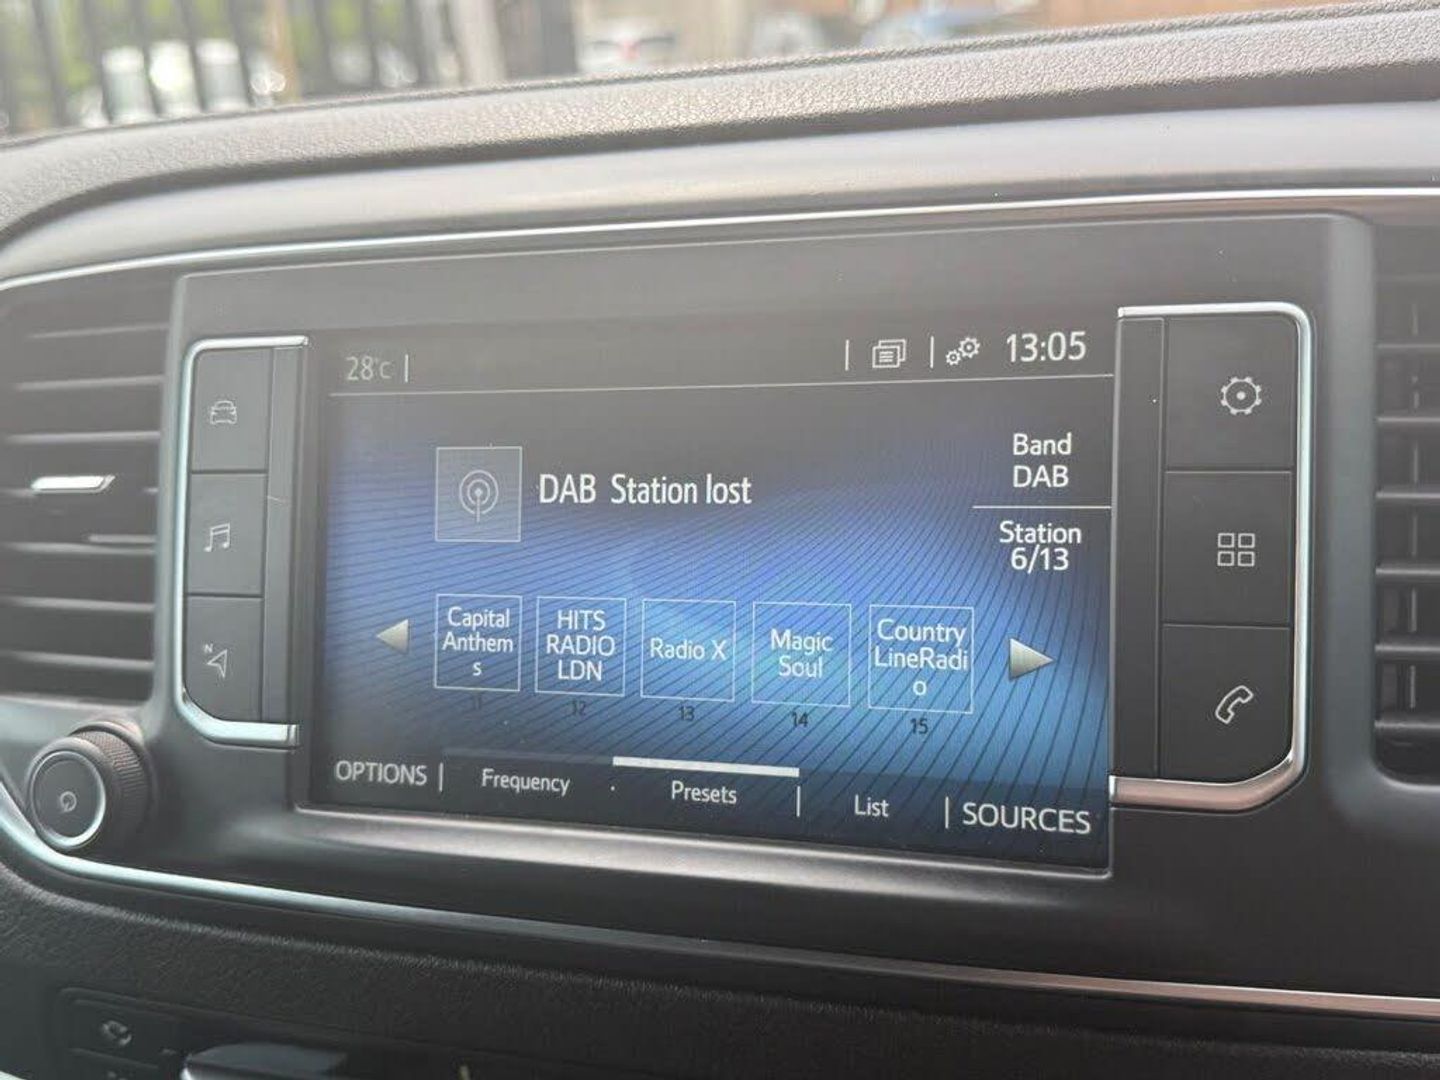 28°C
13:05
DAB Station lost
Band
DAB
Station
6/13
Capital
Anthem
s
HITS
RADIO
LDN
Radio X
Magic
Soul
Country
LineRadi
o
11
12
13
14
15
OPTIONS
Frequency
Presets
List
SOURCES
N